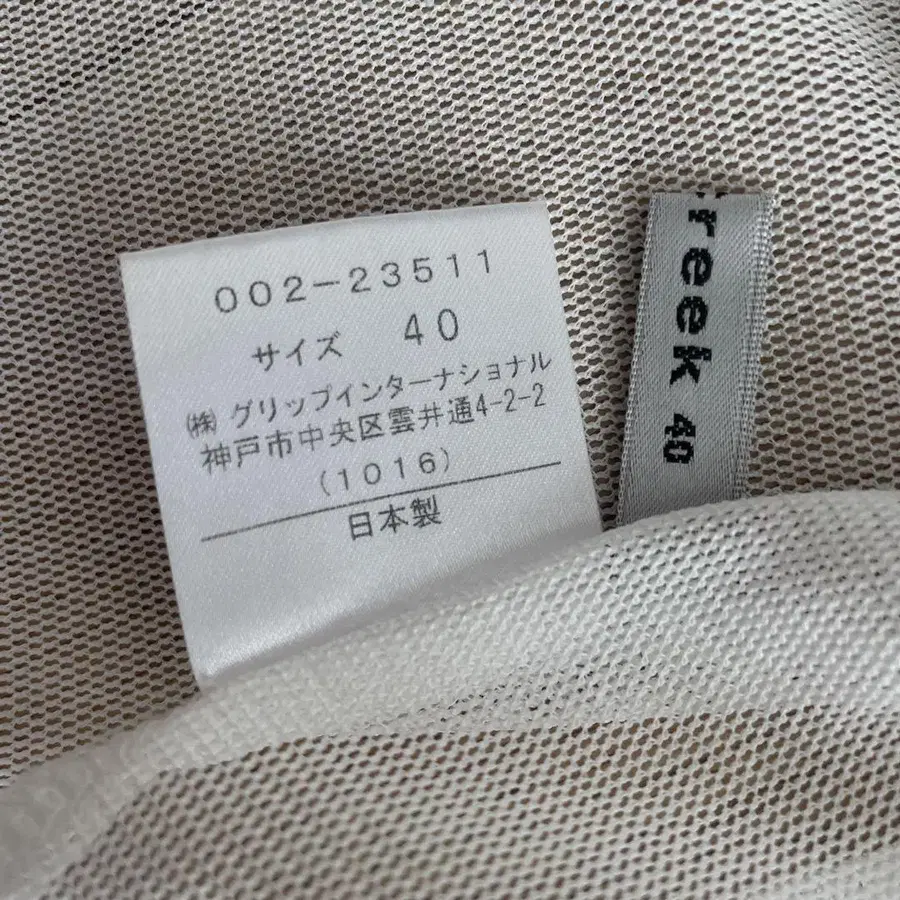 002-23511
サイズ 40
㈱グリップインターナショナル
神戸市中央区雲井通4-2-2
(1016)
日本製
creek 40